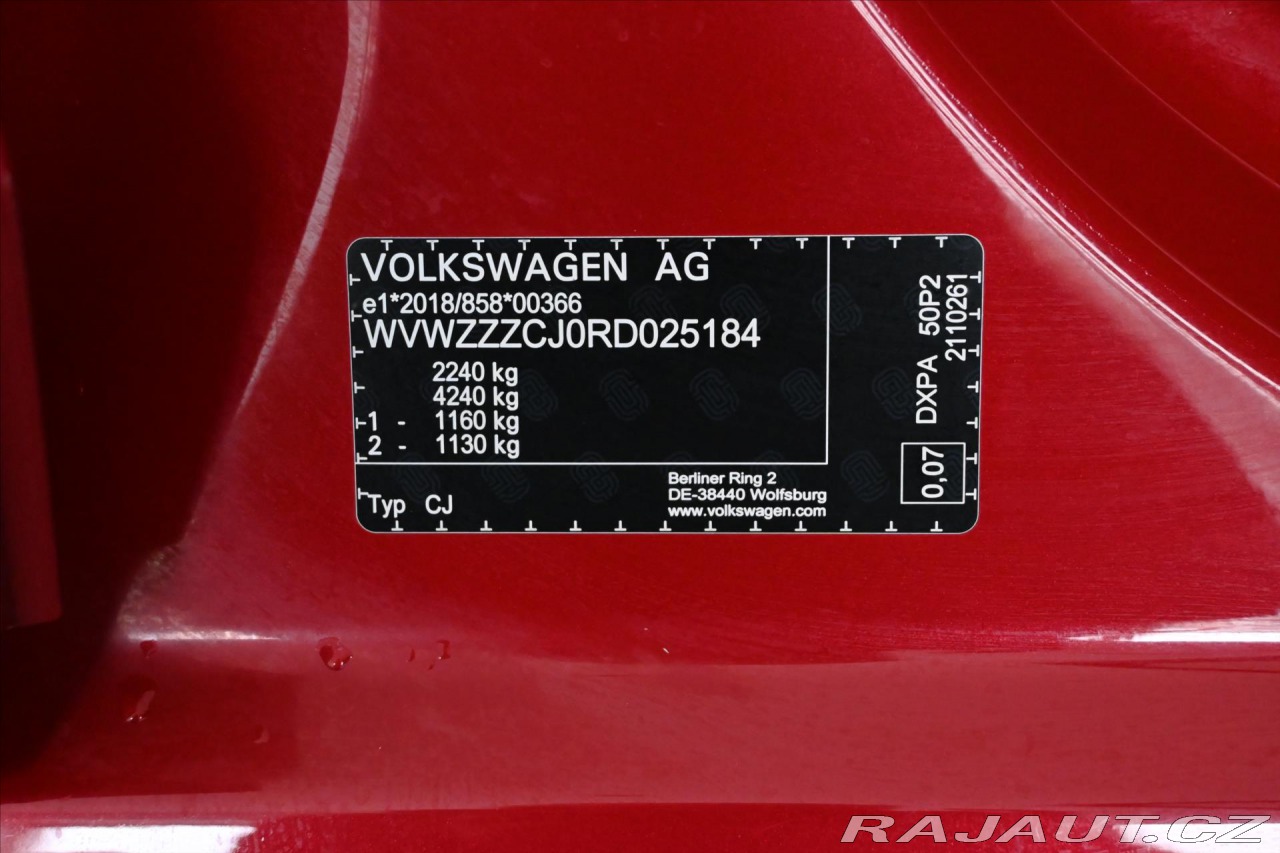 VOLKSWAGEN AG
e1*2018/858*00366
WVWZZZCJ0RD025184
2240 kg
4240 kg
1 - 1160 kg
2 - 1130 kg
Typ CJ
Berliner Ring 2
DE-38440 Wolfsburg
www.volkswagen.com
DXPA 50P2
2110261
0,07
RAJAUT.CZ